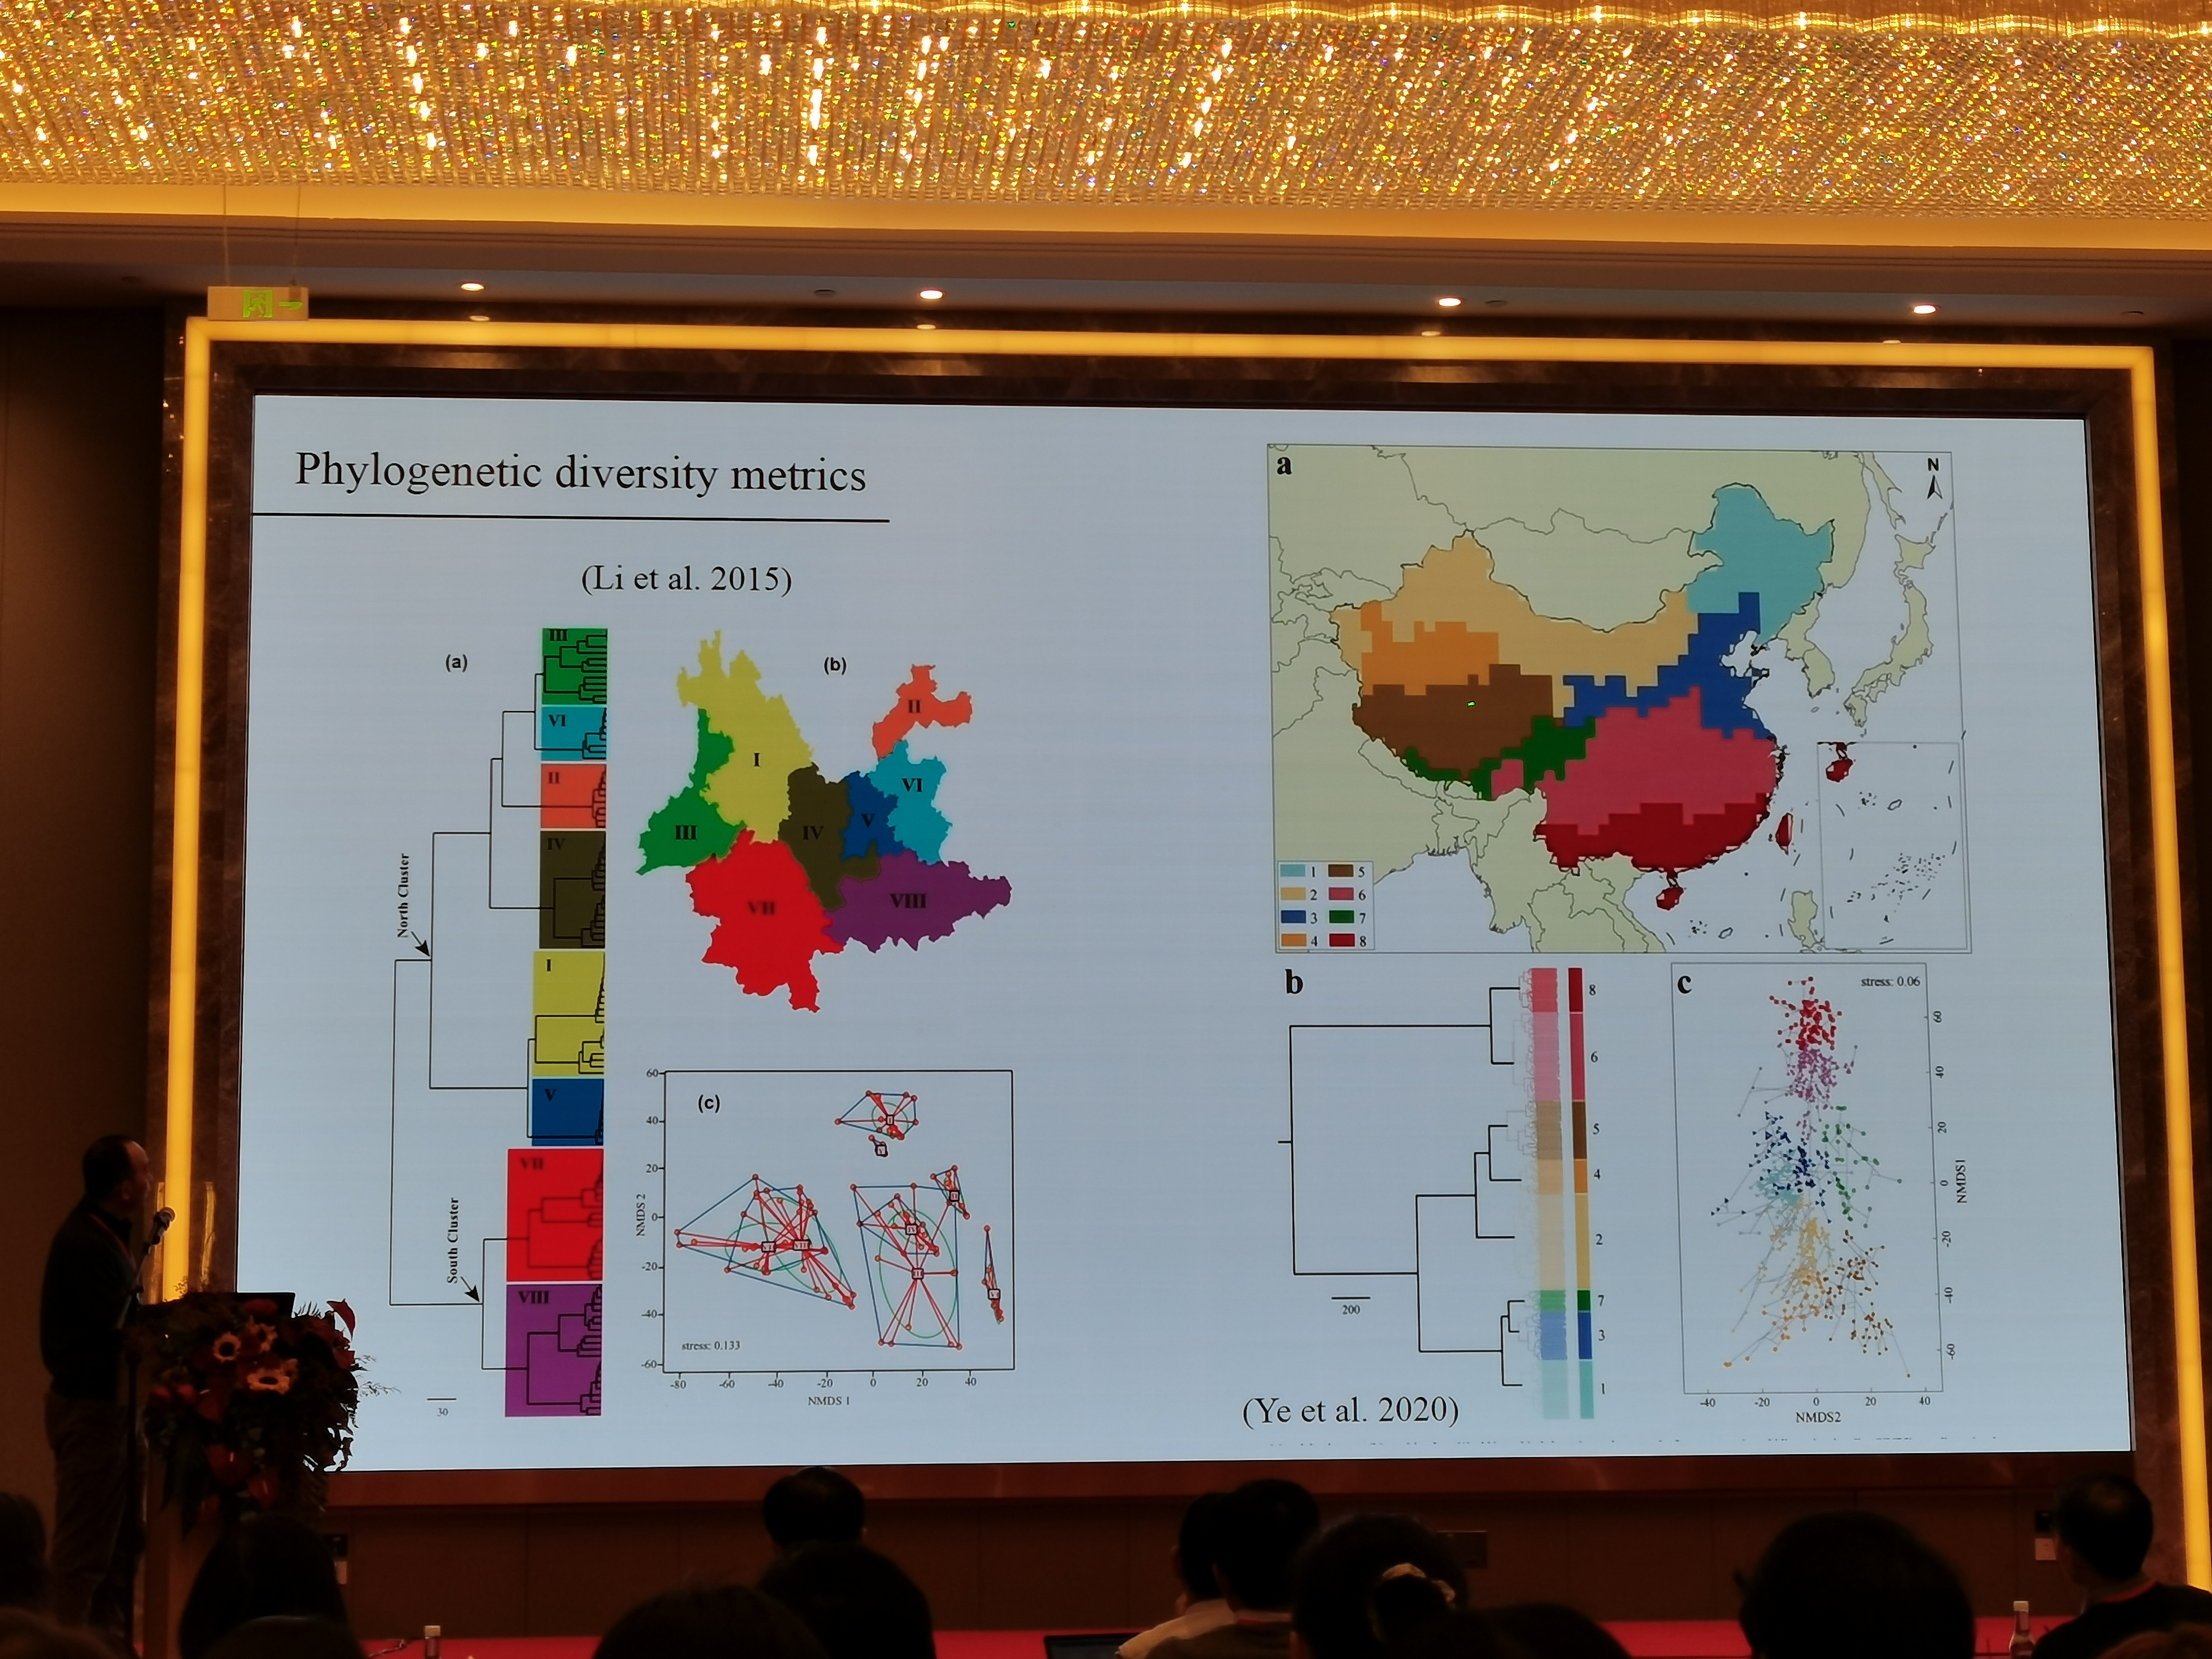 Phylogenetic diversity metrics
(Li et al. 2015)
(a)
III
VI
II
IV
I
V
VII
VIII
North Cluster
South Cluster
30
(b)
I
II
III
IV
V
VI
VII
VIII
(c)
60
40
20
0
-20
-40
-60
NMDS 2
stress: 0.133
-80
-60
-40
-20
0
20
40
NMDS 1
a
N
1
2
3
4
5
6
7
8
b
8
6
5
4
2
7
3
1
200
(Ye et al. 2020)
c
stress: 0.06
60
40
20
0
-20
-40
-60
NMDS1
-40
-20
0
20
40
NMDS2